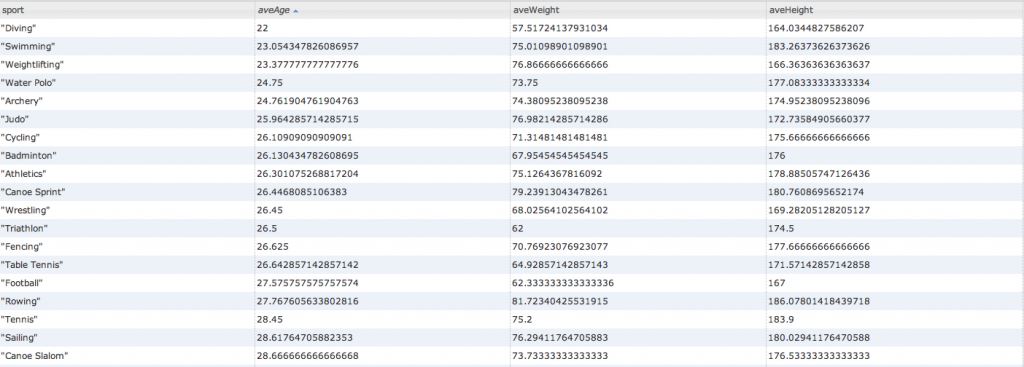 sport aveAge aveWeight aveHeight
"Diving" 22 57.51724137931034 164.0344827586207
"Swimming" 23.054347826086957 75.01098901098901 183.26373626373626
"Weightlifting" 23.377777777777776 76.86666666666666 166.36363636363637
"Water Polo" 24.75 73.75 177.08333333333334
"Archery" 24.761904761904763 74.38095238095238 174.95238095238096
"Judo" 25.964285714285715 76.98214285714286 172.73584905660377
"Cycling" 26.10909090909091 71.31481481481481 175.66666666666666
"Badminton" 26.130434782608695 67.95454545454545 176
"Athletics" 26.301075268817204 75.1264367816092 178.88505747126436
"Canoe Sprint" 26.4468085106383 79.23913043478261 180.7608695652174
"Wrestling" 26.45 68.02564102564102 169.28205128205127
"Triathlon" 26.5 62 174.5
"Fencing" 26.625 70.76923076923077 177.66666666666666
"Table Tennis" 26.642857142857142 64.92857142857143 171.57142857142858
"Football" 27.575757575757574 62.333333333333336 167
"Rowing" 27.767605633802816 81.72340425531915 186.07801418439718
"Tennis" 28.45 75.2 183.9
"Sailing" 28.61764705882353 76.29411764705883 180.02941176470588
"Canoe Slalom" 28.666666666666668 73.73333333333333 176.53333333333333